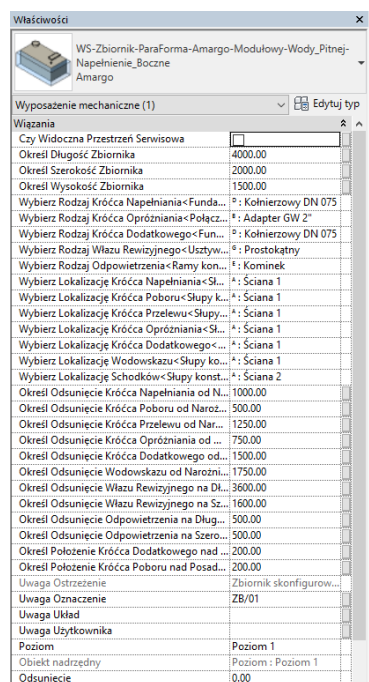 Właściwości
WS-Zbiornik-ParaForma-Amargo-Modułowy-Wody_Pitnej-
Napełnienie_Boczne
Amargo
Wyposażenie mechaniczne (1)
Edytuj typ
Wiązania
Czy Widoczna Przestrzeń Serwisowa
Określ Długość Zbiornika 4000.00
Określ Szerokość Zbiornika 2000.00
Określ Wysokość Zbiornika 1500.00
Wybierz Rodzaj Króćca Napełniania<Funda... : Kołnierzowy DN 075
Wybierz Rodzaj Króćca Opróżniania<Połącz... : Adapter GW 2"
Wybierz Rodzaj Króćca Dodatkowego<Fun... : Kołnierzowy DN 075
Wybierz Rodzaj Włazu Rewizyjnego<Usztyw... : Prostokątny
Wybierz Rodzaj Odpowietrzenia<Ramy kon... : Kominek
Wybierz Lokalizację Króćca Napełniania<Sł... : Ściana 1
Wybierz Lokalizację Króćca Poboru<Słupy k... : Ściana 1
Wybierz Lokalizację Króćca Przelewu<Słupy... : Ściana 1
Wybierz Lokalizację Króćca Opróżniania<Sł... : Ściana 1
Wybierz Lokalizację Króćca Dodatkowego<... : Ściana 1
Wybierz Lokalizację Wodowskazu<Słupy ko... : Ściana 1
Wybierz Lokalizację Schodków<Słupy konst... : Ściana 2
Określ Odsunięcie Króćca Napełniania od N... 1000.00
Określ Odsunięcie Króćca Poboru od Naroż... 500.00
Określ Odsunięcie Króćca Przelewu od Nar... 1250.00
Określ Odsunięcie Króćca Opróżniania od ... 750.00
Określ Odsunięcie Króćca Dodatkowego od... 1500.00
Określ Odsunięcie Wodowskazu od Narożni... 1750.00
Określ Odsunięcie Włazu Rewizyjnego na Dł... 3600.00
Określ Odsunięcie Włazu Rewizyjnego na Sz... 1600.00
Określ Odsunięcie Odpowietrzenia na Dług... 500.00
Określ Odsunięcie Odpowietrzenia na Szero... 500.00
Określ Położenie Króćca Dodatkowego nad ... 200.00
Określ Położenie Króćca Poboru nad Posad... 200.00
Uwaga Ostrzeżenie Zbiornik skonfigurow...
Uwaga Oznaczenie ZB/01
Uwaga Układ
Uwaga Użytkownika
Poziom Poziom 1
Obiekt nadrzędny Poziom : Poziom 1
Odsunięcie 0.00